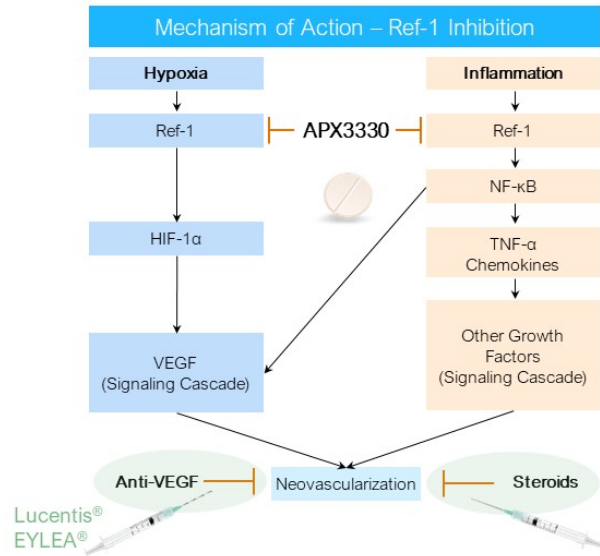 Mechanism of Action – Ref-1 Inhibition
Hypoxia
Inflammation
Ref-1
APX3330
Ref-1
NF-κB
HIF-1α
TNF-α
Chemokines
VEGF
(Signaling Cascade)
Other Growth
Factors
(Signaling Cascade)
Anti-VEGF
Neovascularization
Steroids
Lucentis®
EYLEA®